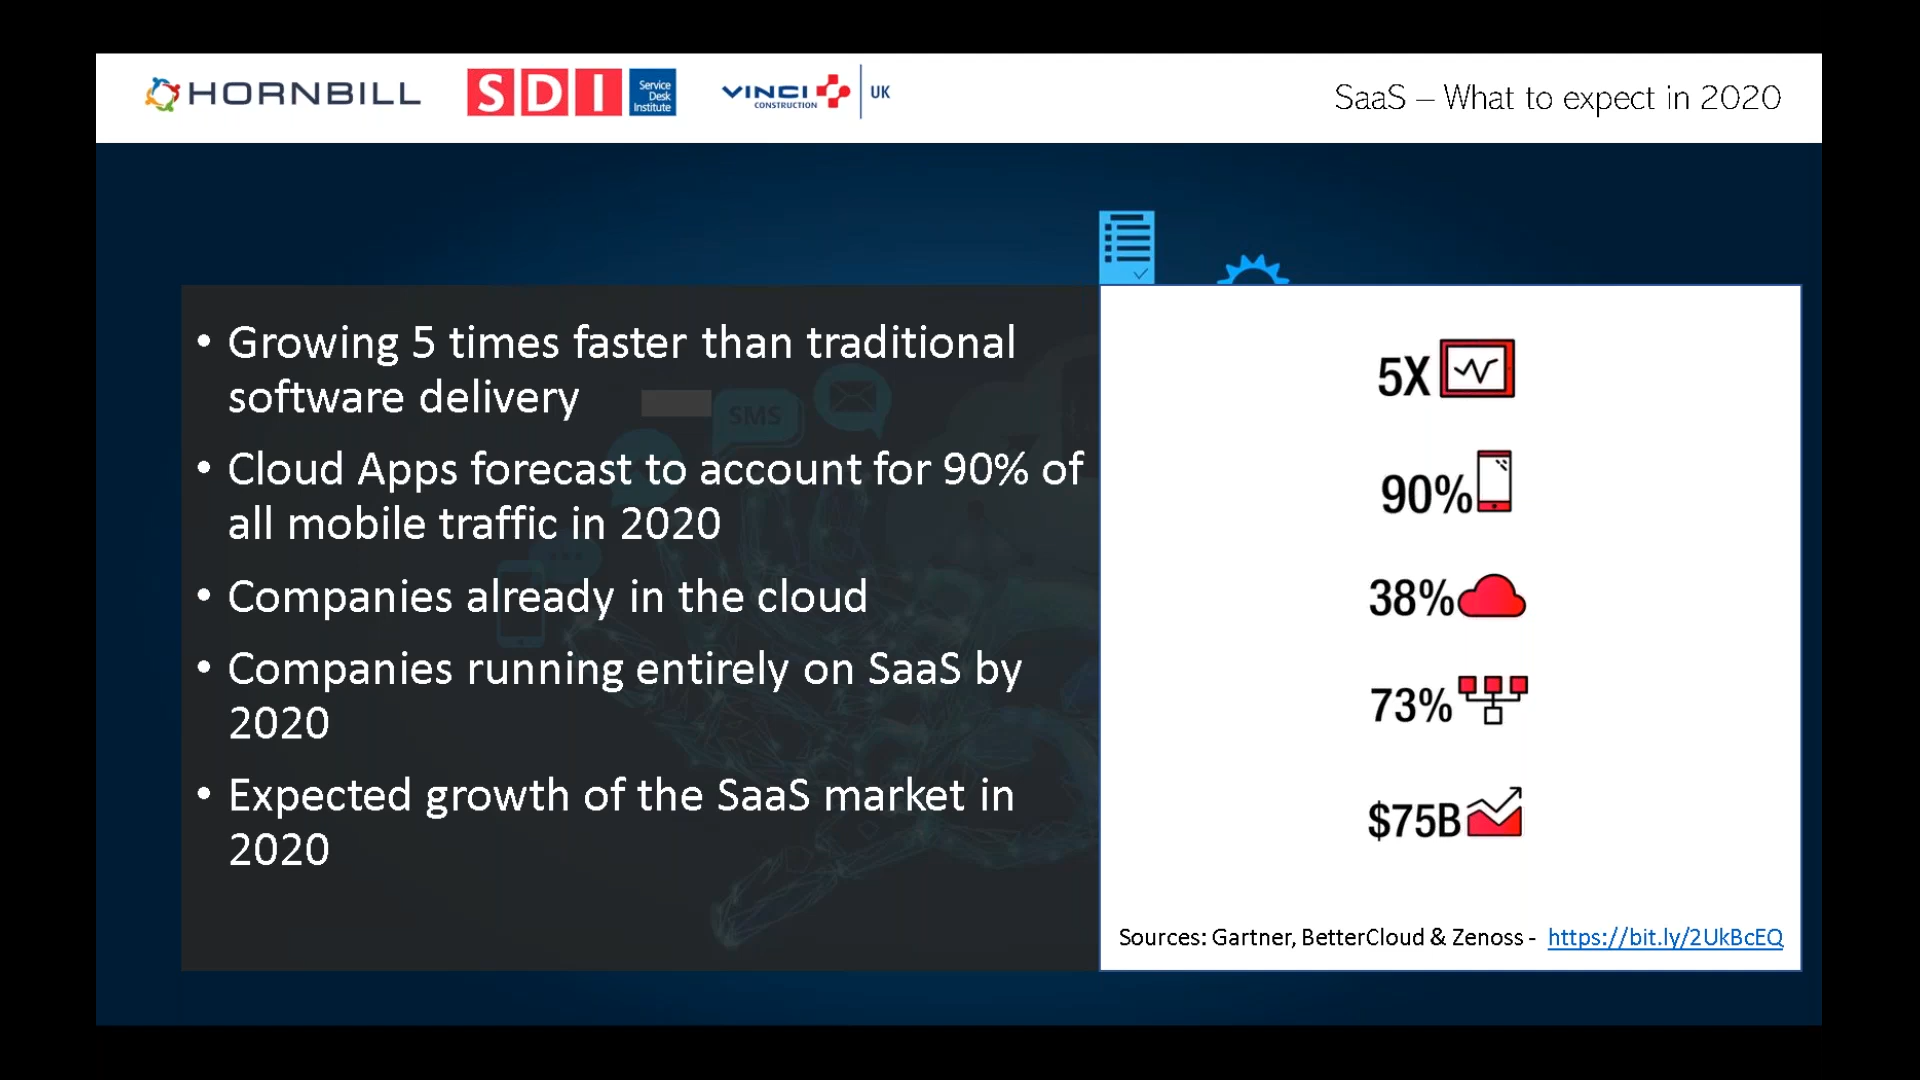 HORNBILL
SDI Service Desk Institute
VINCI CONSTRUCTION UK
SaaS – What to expect in 2020
• Growing 5 times faster than traditional
software delivery
• Cloud Apps forecast to account for 90% of
all mobile traffic in 2020
• Companies already in the cloud
• Companies running entirely on SaaS by
2020
• Expected growth of the SaaS market in
2020
SMS
5X
90%
38%
73%
$75B
Sources: Gartner, BetterCloud & Zenoss - https://bit.ly/2UkBcEQ